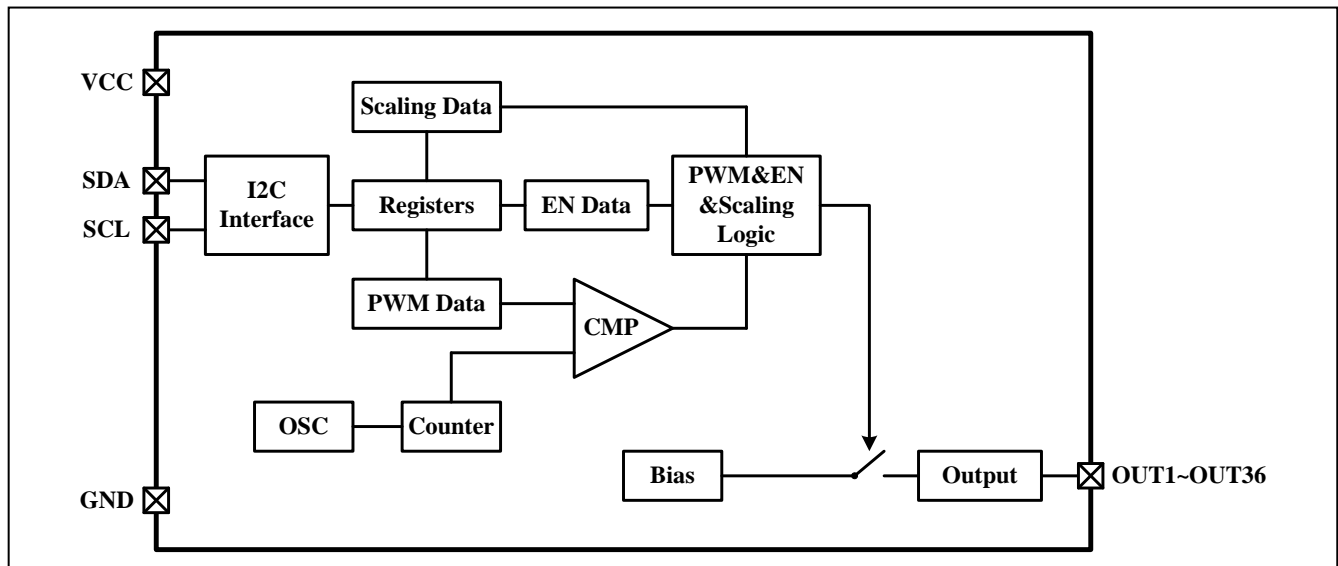 VCC
Scaling Data
SDA
I2C
Interface
Registers
EN Data
PWM&EN
&Scaling
Logic
SCL
PWM Data
CMP
OSC
Counter
Bias
Output
OUT1~OUT36
GND